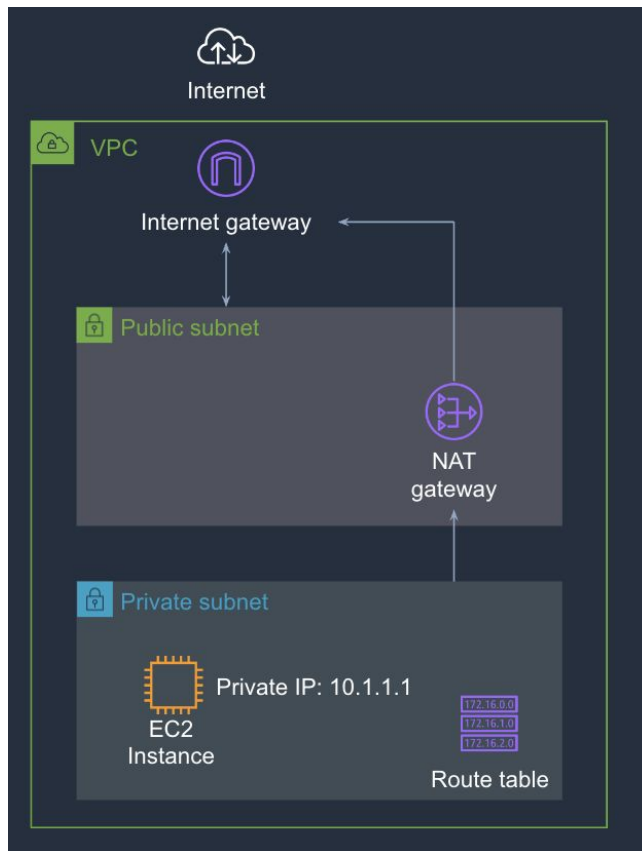 Internet
VPC
Internet gateway
Public subnet
NAT
gateway
Private subnet
Private IP: 10.1.1.1
EC2
Instance
172.16.0.0
172.16.1.0
172.16.2.0
Route table